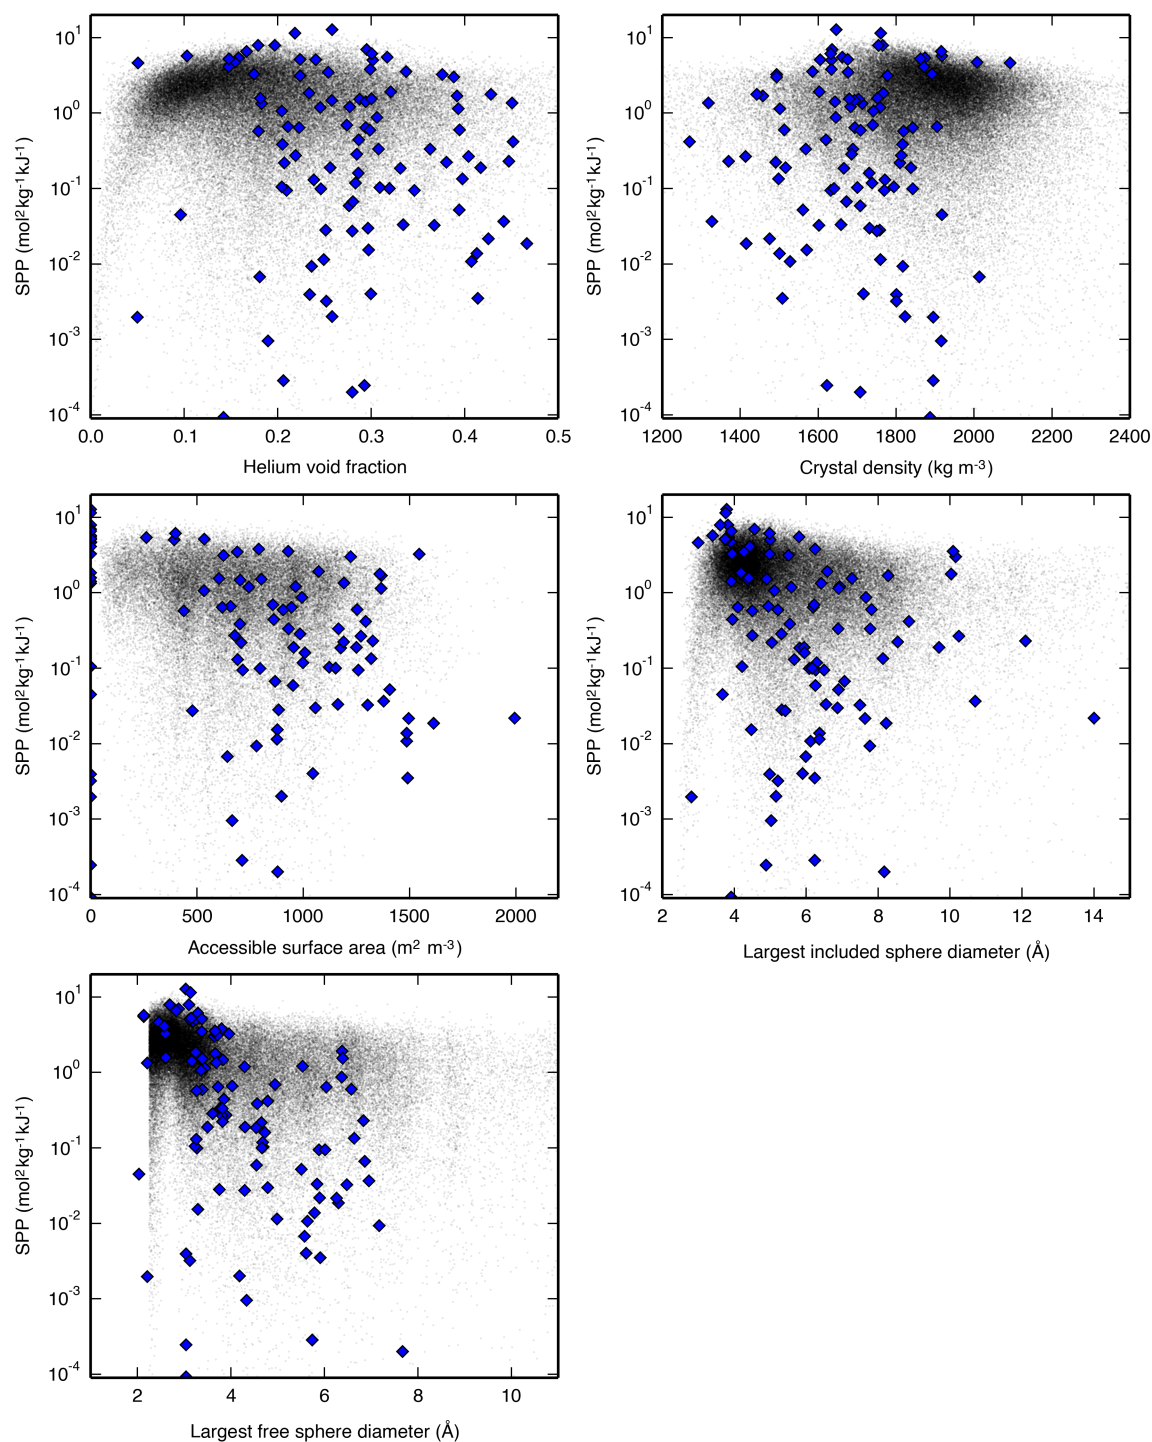 10¹
10⁰
10⁻¹
10⁻²
10⁻³
10⁻⁴
SPP (mol²kg⁻¹kJ⁻¹)
0.0 0.1 0.2 0.3 0.4 0.5
Helium void fraction
10¹
10⁰
10⁻¹
10⁻²
10⁻³
10⁻⁴
SPP (mol²kg⁻¹kJ⁻¹)
1200 1400 1600 1800 2000 2200 2400
Crystal density (kg m⁻³)
10¹
10⁰
10⁻¹
10⁻²
10⁻³
10⁻⁴
SPP (mol²kg⁻¹kJ⁻¹)
0 500 1000 1500 2000
Accessible surface area (m² m⁻³)
10¹
10⁰
10⁻¹
10⁻²
10⁻³
10⁻⁴
SPP (mol²kg⁻¹kJ⁻¹)
2 4 6 8 10 12 14
Largest included sphere diameter (Å)
10¹
10⁰
10⁻¹
10⁻²
10⁻³
10⁻⁴
SPP (mol²kg⁻¹kJ⁻¹)
2 4 6 8 10
Largest free sphere diameter (Å)